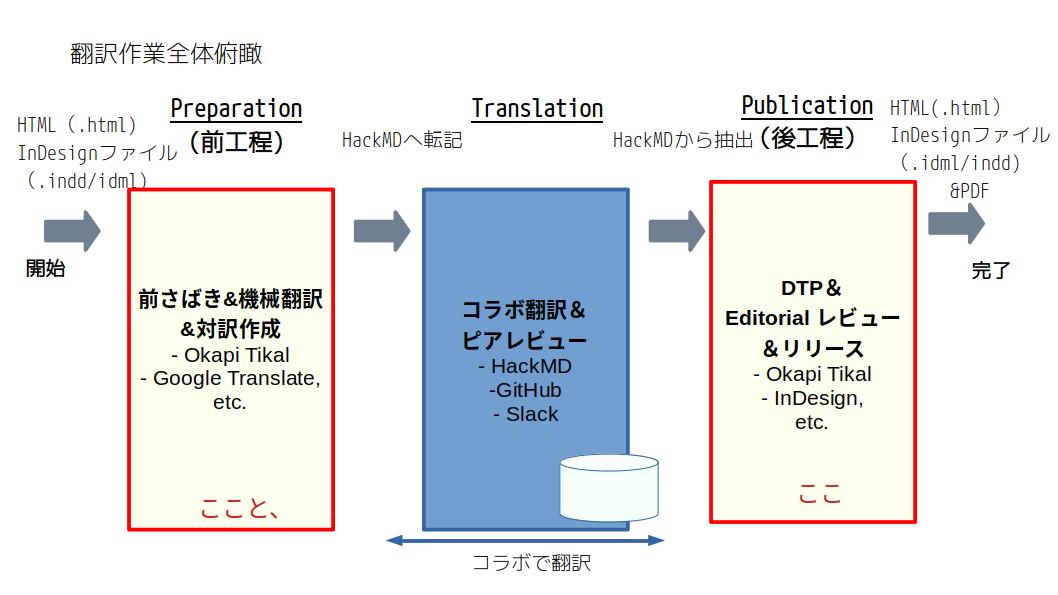 翻訳作業全体俯瞰
HTML（.html)
InDesignファイル
（.indd/idml)
開始
Preparation
（前工程）
前さばき&機械翻訳
&対訳作成
- Okapi Tikal
- Google Translate,
etc.
ここと、
HackMDへ転記
Translation
コラボ翻訳＆
ピアレビュー
- HackMD
-GitHub
- Slack
コラボで翻訳
HackMDから抽出
Publication
（後工程）
DTP＆
Editorial レビュー
＆リリース
- Okapi Tikal
- InDesign,
etc.
ここ
HTML(.html)
InDesignファイル
（.idml/indd)
&PDF
完了